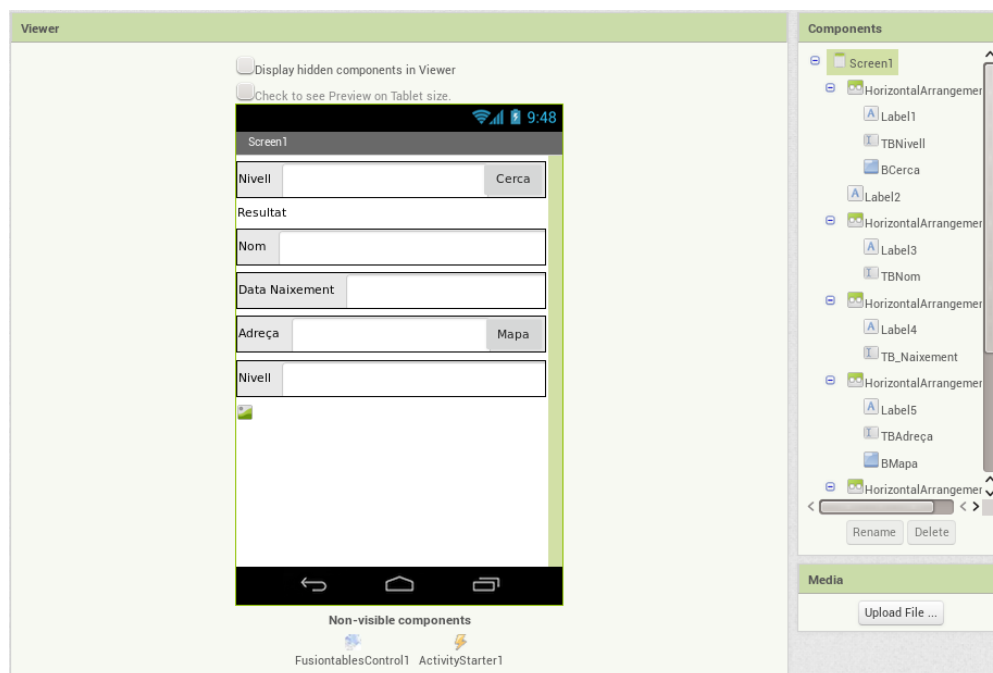 Viewer
Display hidden components in Viewer
Check to see Preview on Tablet size.
9:48
Screen1
Nivell
Cerca
Resultat
Nom
Data Naixement
Adreça
Mapa
Nivell
Non-visible components
FusiontablesControl1
ActivityStarter1
Components
Screen1
HorizontalArrangemer
Label1
TBNivell
BCerca
Label2
HorizontalArrangemer
Label3
TBNom
HorizontalArrangemer
Label4
TB_Naixement
HorizontalArrangemer
Label5
TBAdreça
BMapa
HorizontalArrangemer
Rename
Delete
Media
Upload File ...